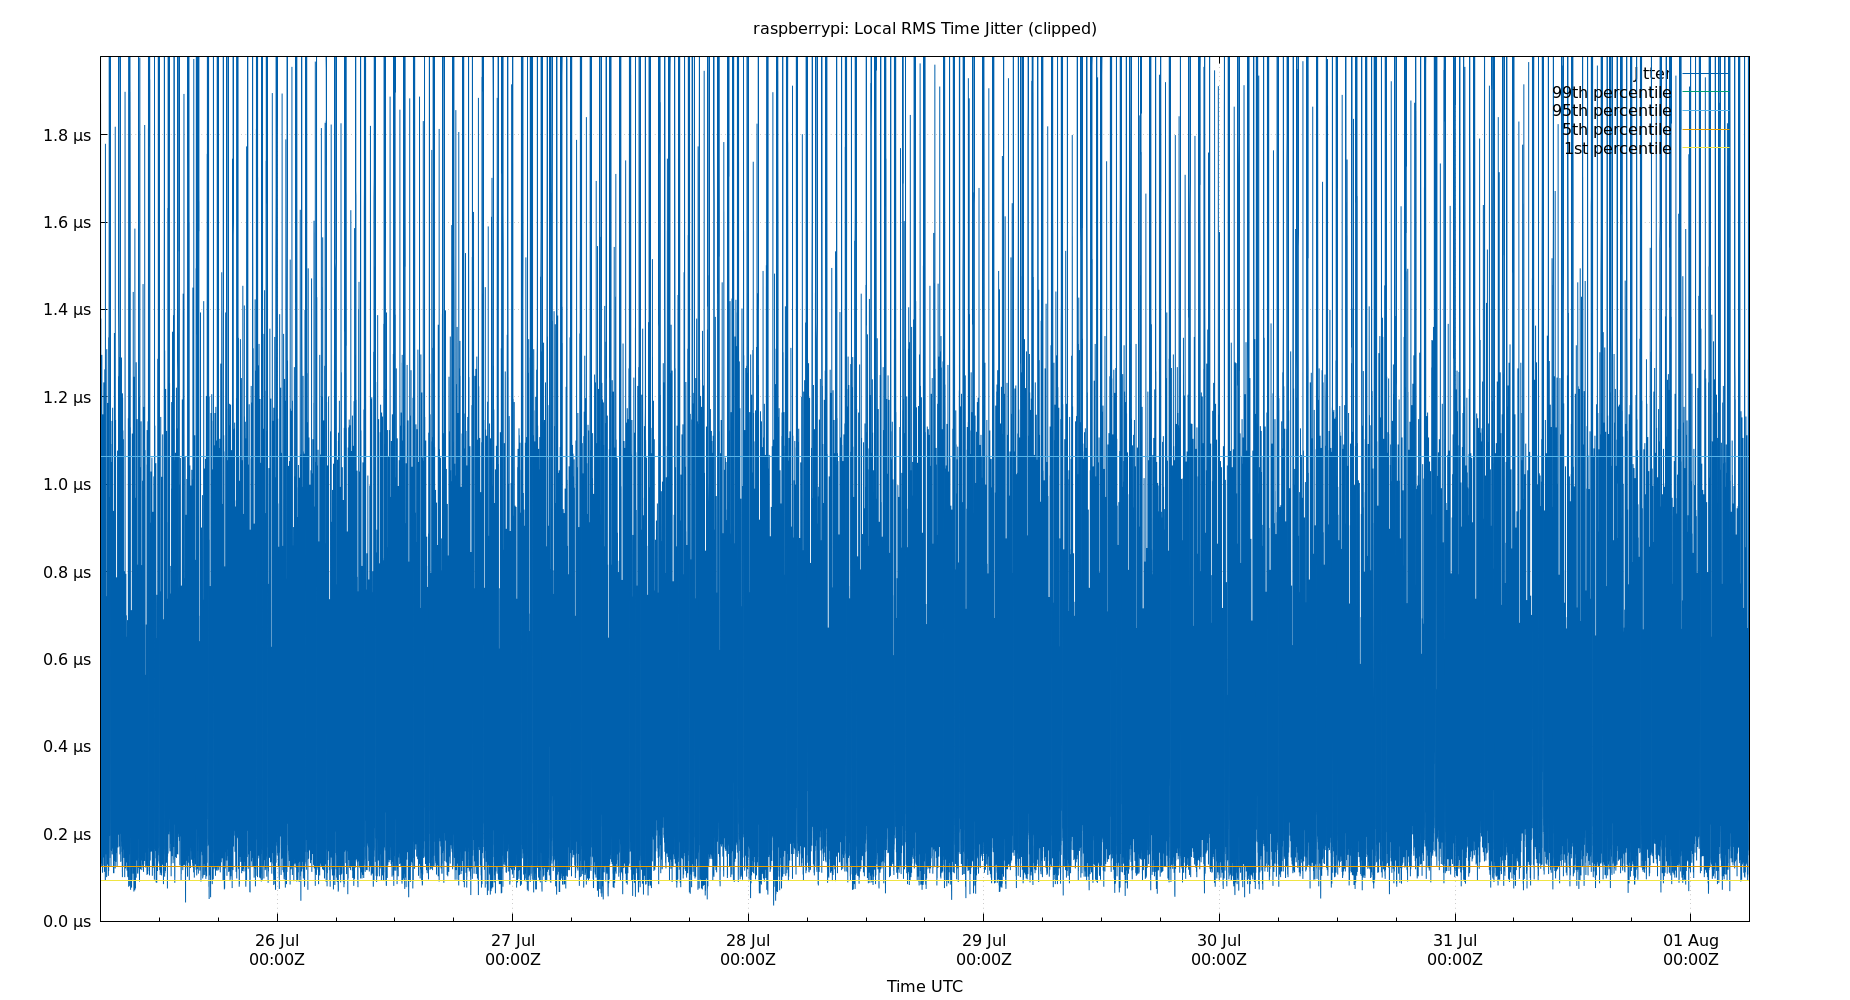 raspberrypi: Local RMS Time Jitter (clipped)
Jitter
99th percentile
95th percentile
5th percentile
1st percentile
1.8 µs
1.6 µs
1.4 µs
1.2 µs
1.0 µs
0.8 µs
0.6 µs
0.4 µs
0.2 µs
0.0 µs
26 Jul 27 Jul 28 Jul 29 Jul 30 Jul 31 Jul 01 Aug
00:00Z 00:00Z 00:00Z 00:00Z 00:00Z 00:00Z 00:00Z
Time UTC